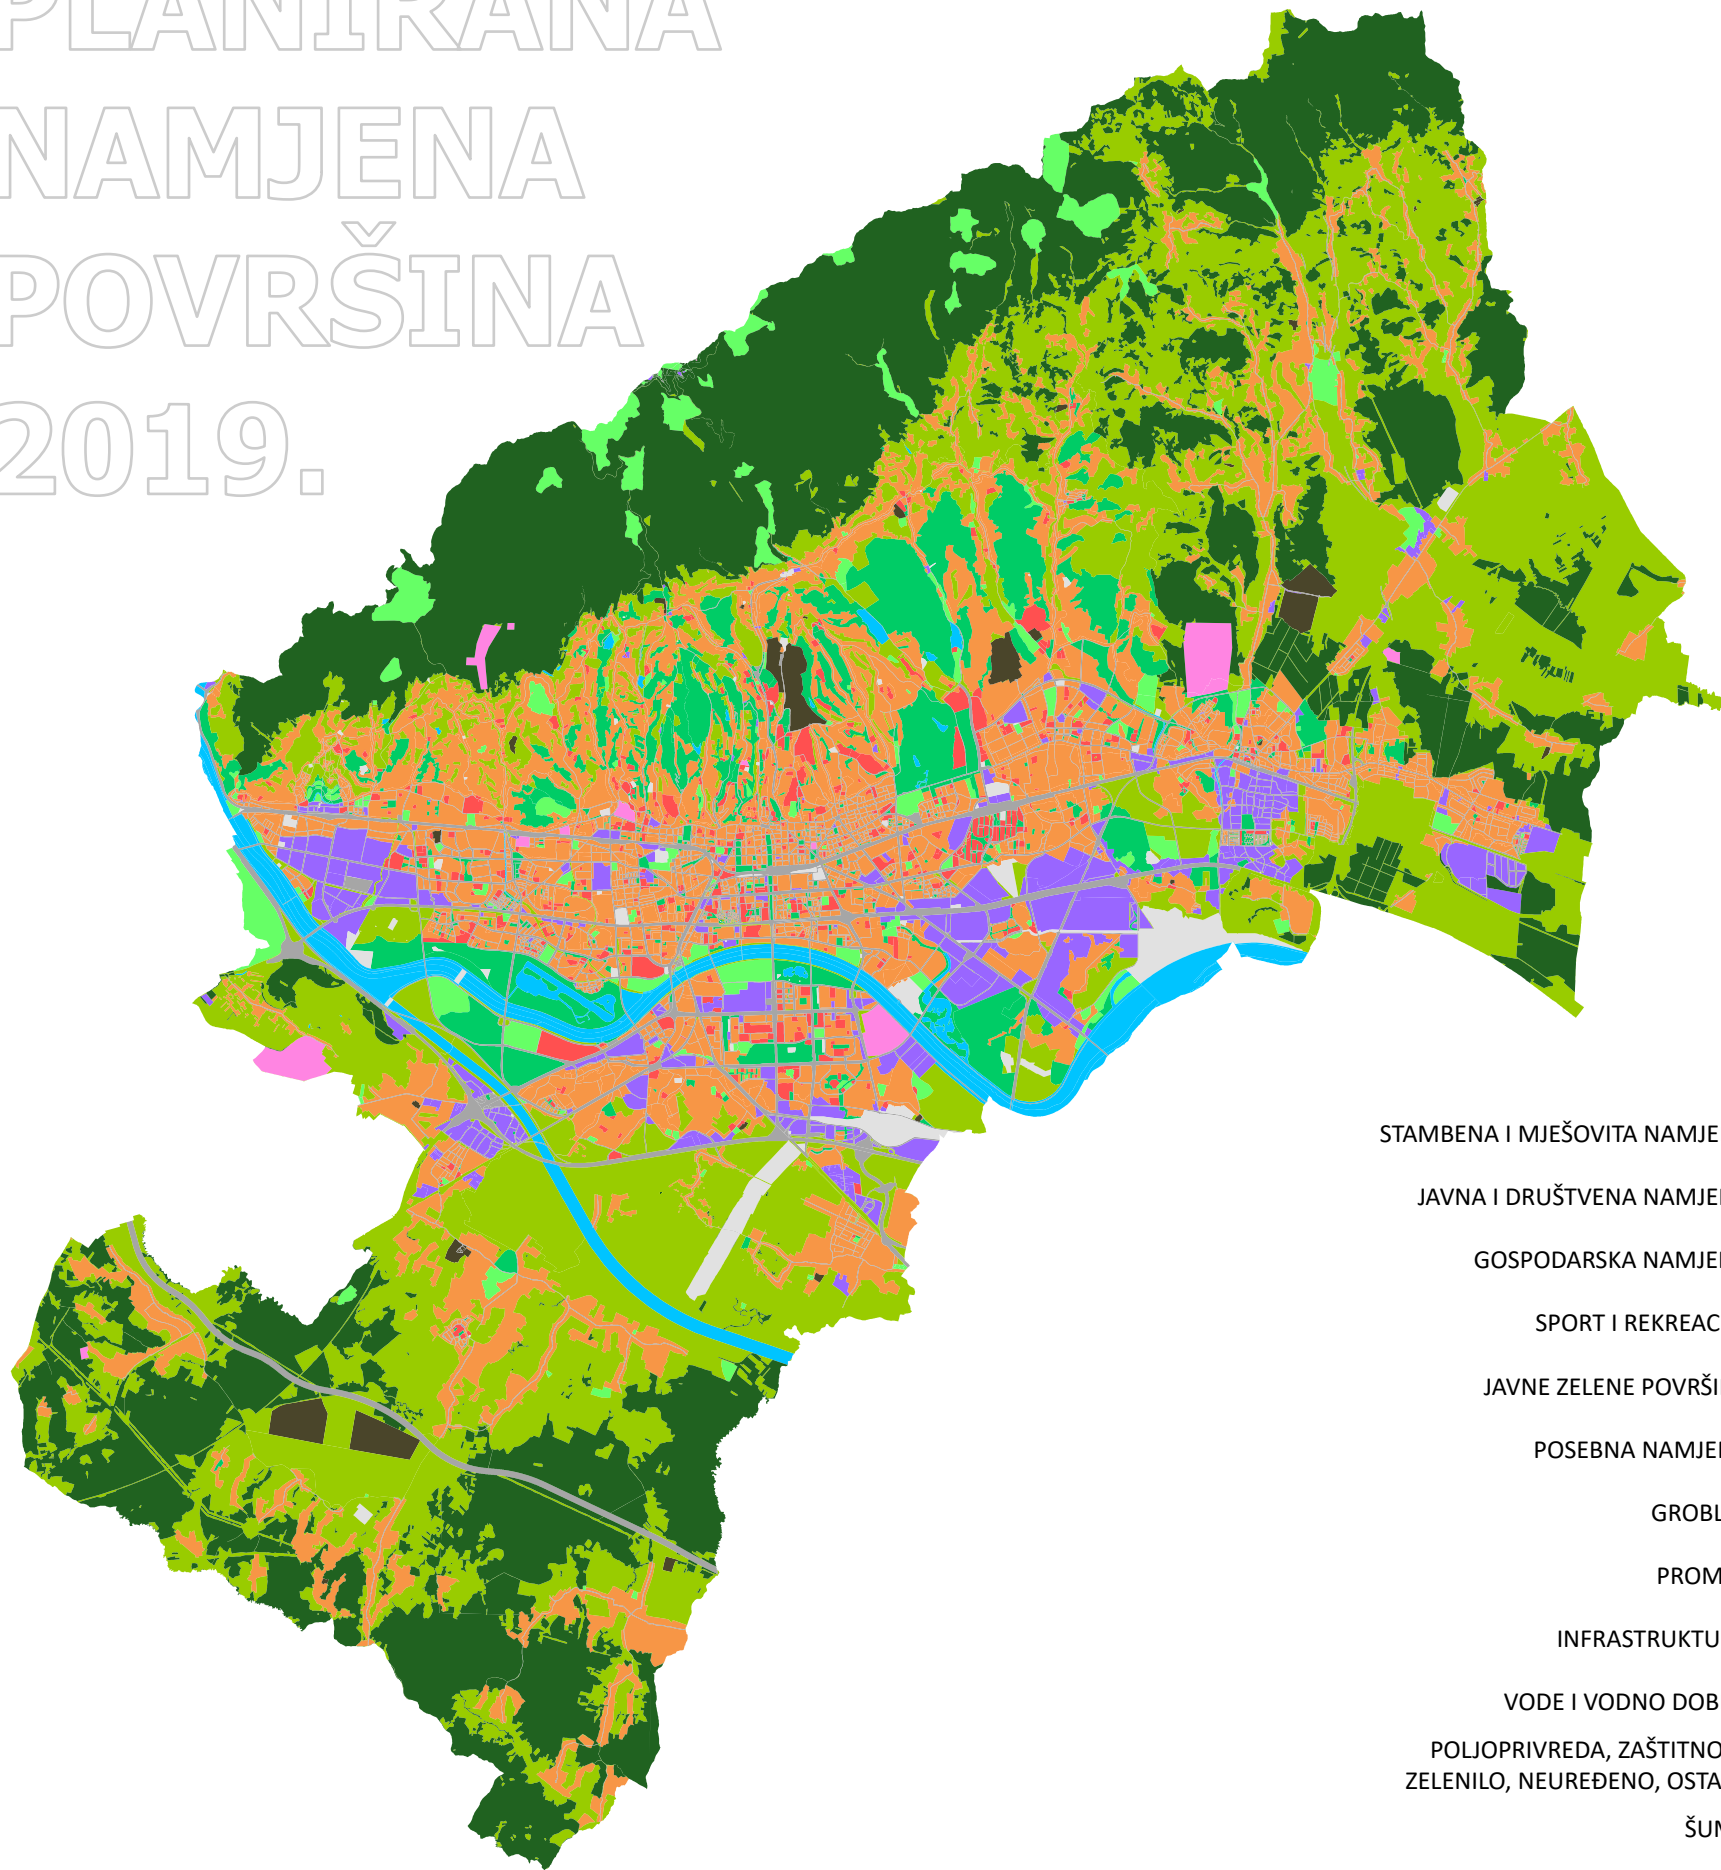 PLANIRANA
NAMJENA
POVRŠINA
2019.
STAMBENA I MJEŠOVITA NAMJE
JAVNA I DRUŠTVENA NAMJE
GOSPODARSKA NAMJE
SPORT I REKREAC
JAVNE ZELENE POVRŠI
POSEBNA NAMJE
GROBL
PROM
INFRASTRUKTU
VODE I VODNO DOB
POLJOPRIVREDA, ZAŠTITNO
ZELENILO, NEUREĐENO, OSTA
ŠUM